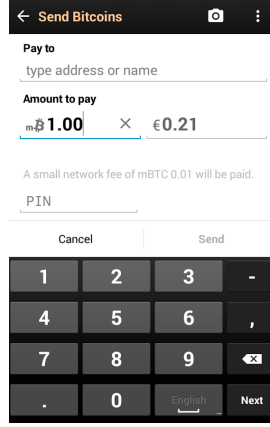 Send Bitcoins
Pay to
type address or name
Amount to pay
m₿ 1.00 × € 0.21
A small network fee of mBTC 0.01 will be paid.
PIN
Cancel Send
1 2 3 -
4 5 6 ,
7 8 9
. 0 English Next